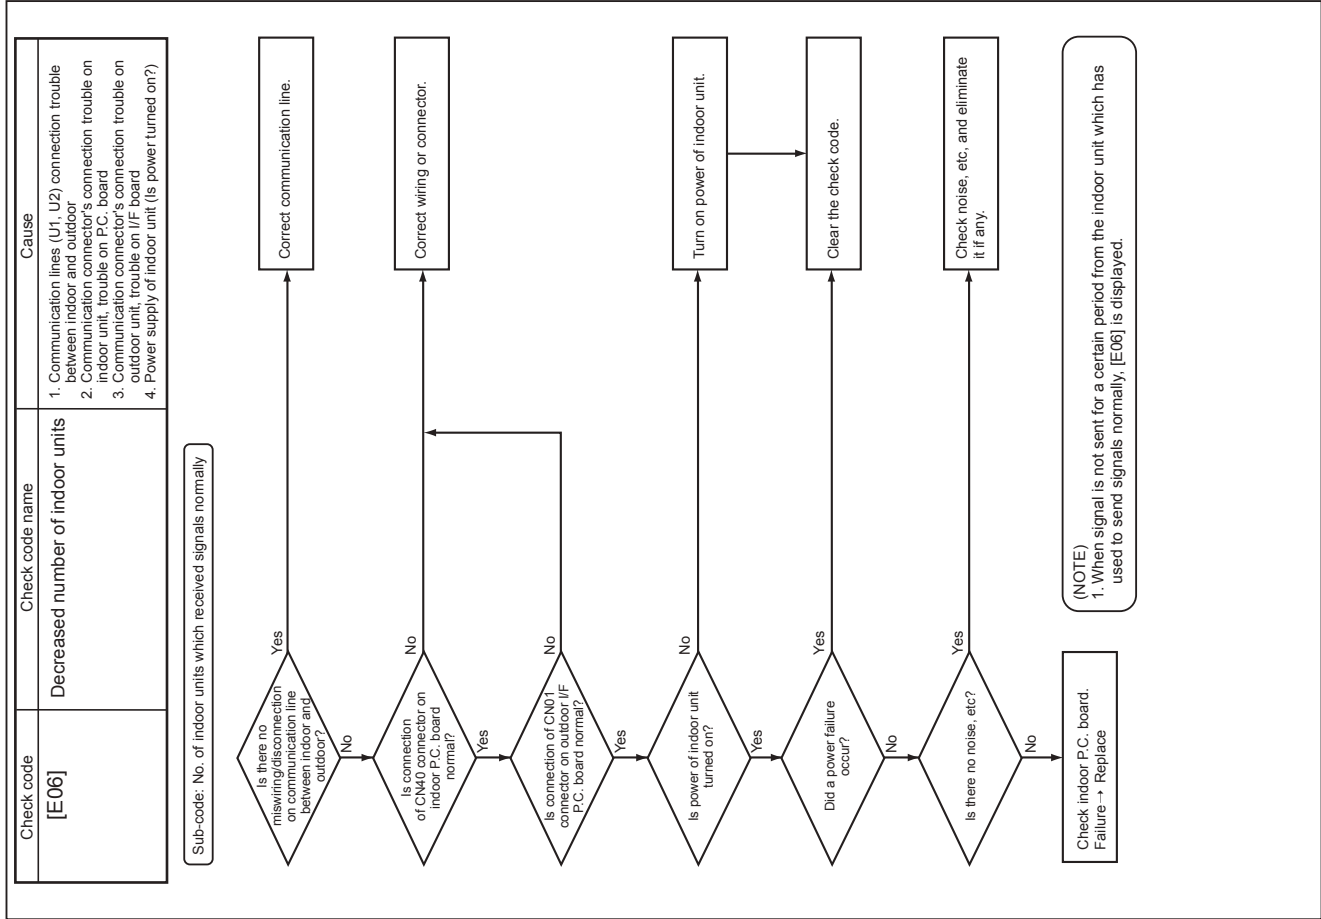 Check code
Check code name
Cause
[E06]
Decreased number of indoor units
1. Communication lines (U1, U2) connection trouble
between indoor and outdoor
2. Communication connector's connection trouble on
indoor unit, trouble on P.C. board
3. Communication connector's connection trouble on
outdoor unit, trouble on I/F board
4. Power supply of indoor unit (Is power turned on?)
Sub-code: No. of indoor units which received signals normally
Is there no
miswiring/disconnection
on communication line
between indoor and
outdoor?
Yes
Correct communication line.
No
Is connection
of CN40 connector on
indoor P.C. board
normal?
No
Correct wiring or connector.
Yes
Is connection of CN01
connector on outdoor I/F
P.C. board normal?
No
Yes
Is power of indoor unit
turned on?
No
Turn on power of indoor unit.
Yes
Did a power failure
occur?
Yes
Clear the check code.
No
Is there no noise, etc?
Yes
Check noise, etc, and eliminate
it if any.
No
Check indoor P.C. board.
Failure→ Replace
(NOTE)
1. When signal is not sent for a certain period from the indoor unit which has
used to send signals normally, [E06] is displayed.